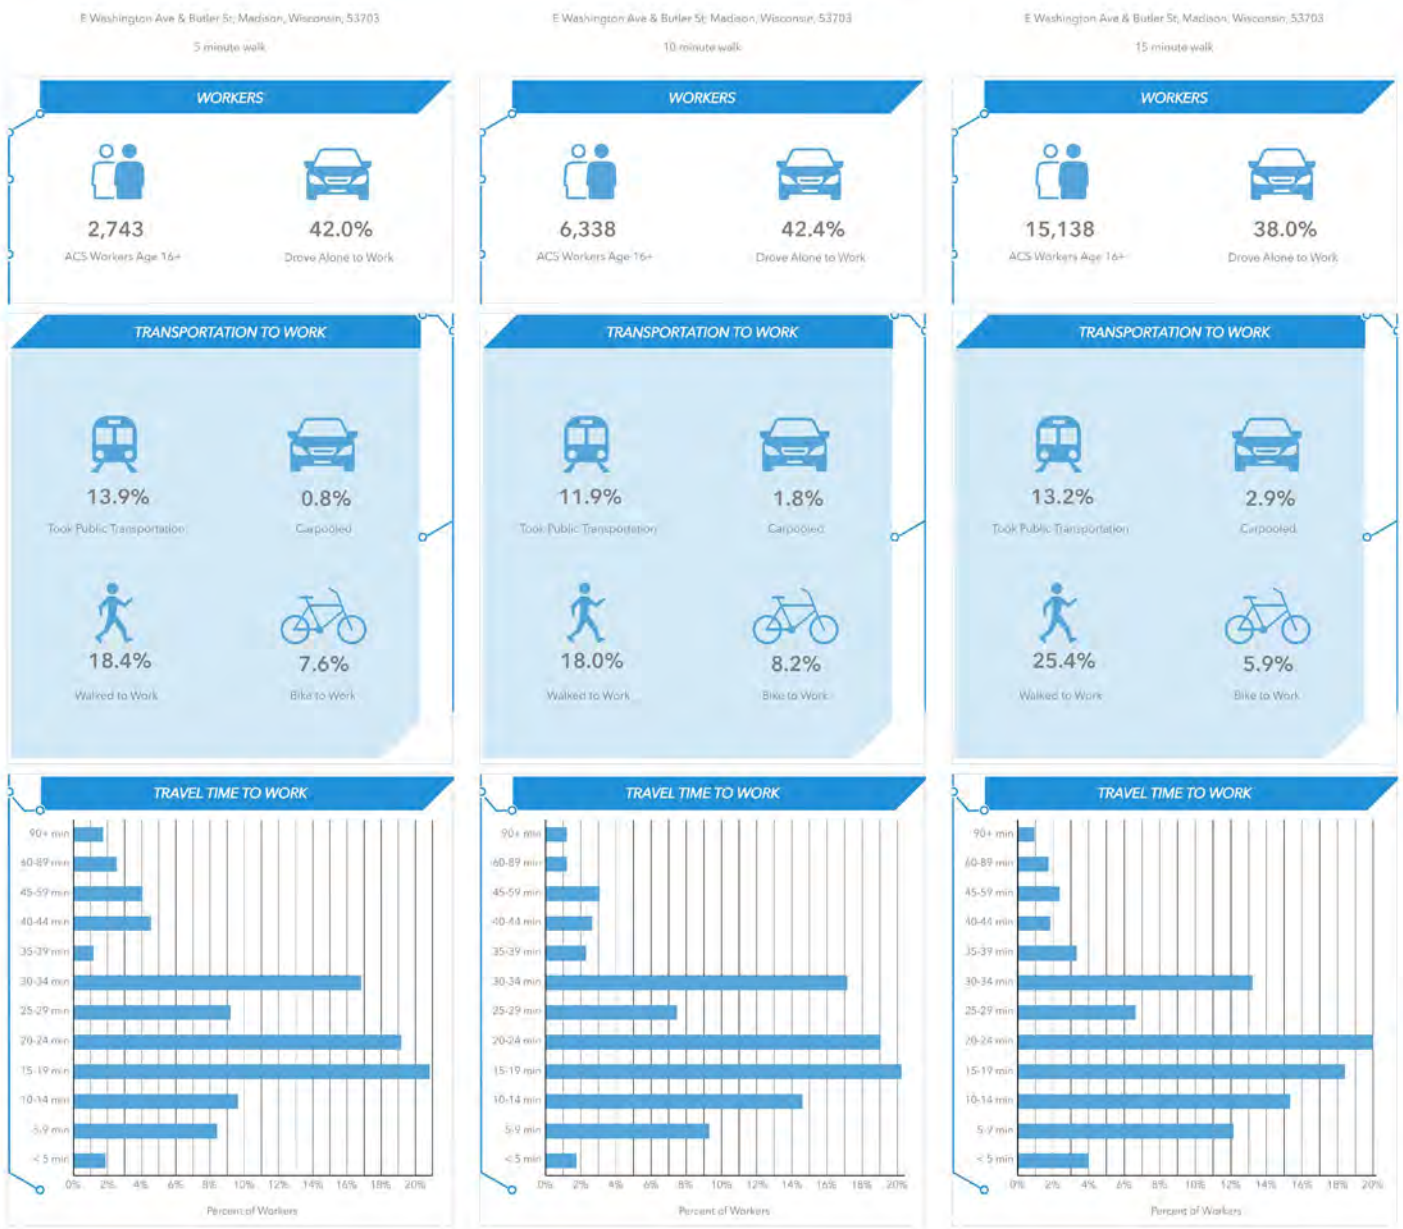 E Washington Ave & Butler St, Madison, Wisconsin, 53703
5 minute walk
WORKERS
2,743
ACS Workers Age 16+
42.0%
Drove Alone to Work
TRANSPORTATION TO WORK
13.9%
Took Public Transportation
0.8%
Carpooled
18.4%
Walked to Work
7.6%
Bike to Work
TRAVEL TIME TO WORK
90+ min
60-89 min
45-59 min
40-44 min
35-39 min
30-34 min
25-29 min
20-24 min
15-19 min
10-14 min
5-9 min
< 5 min
0% 2% 4% 6% 8% 10% 12% 14% 16% 18% 20%
Percent of Workers
E Washington Ave & Butler St, Madison, Wisconsin, 53703
10 minute walk
WORKERS
6,338
ACS Workers Age 16+
42.4%
Drove Alone to Work
TRANSPORTATION TO WORK
11.9%
Took Public Transportation
1.8%
Carpooled
18.0%
Walked to Work
8.2%
Bike to Work
TRAVEL TIME TO WORK
90+ min
60-89 min
45-59 min
40-44 min
35-39 min
30-34 min
25-29 min
20-24 min
15-19 min
10-14 min
5-9 min
< 5 min
0% 2% 4% 6% 8% 10% 12% 14% 16% 18% 20%
Percent of Workers
E Washington Ave & Butler St, Madison, Wisconsin, 53703
15 minute walk
WORKERS
15,138
ACS Workers Age 16+
38.0%
Drove Alone to Work
TRANSPORTATION TO WORK
13.2%
Took Public Transportation
2.9%
Carpooled
25.4%
Walked to Work
5.9%
Bike to Work
TRAVEL TIME TO WORK
90+ min
60-89 min
45-59 min
40-44 min
35-39 min
30-34 min
25-29 min
20-24 min
15-19 min
10-14 min
5-9 min
< 5 min
0% 2% 4% 6% 8% 10% 12% 14% 16% 18% 20%
Percent of Workers